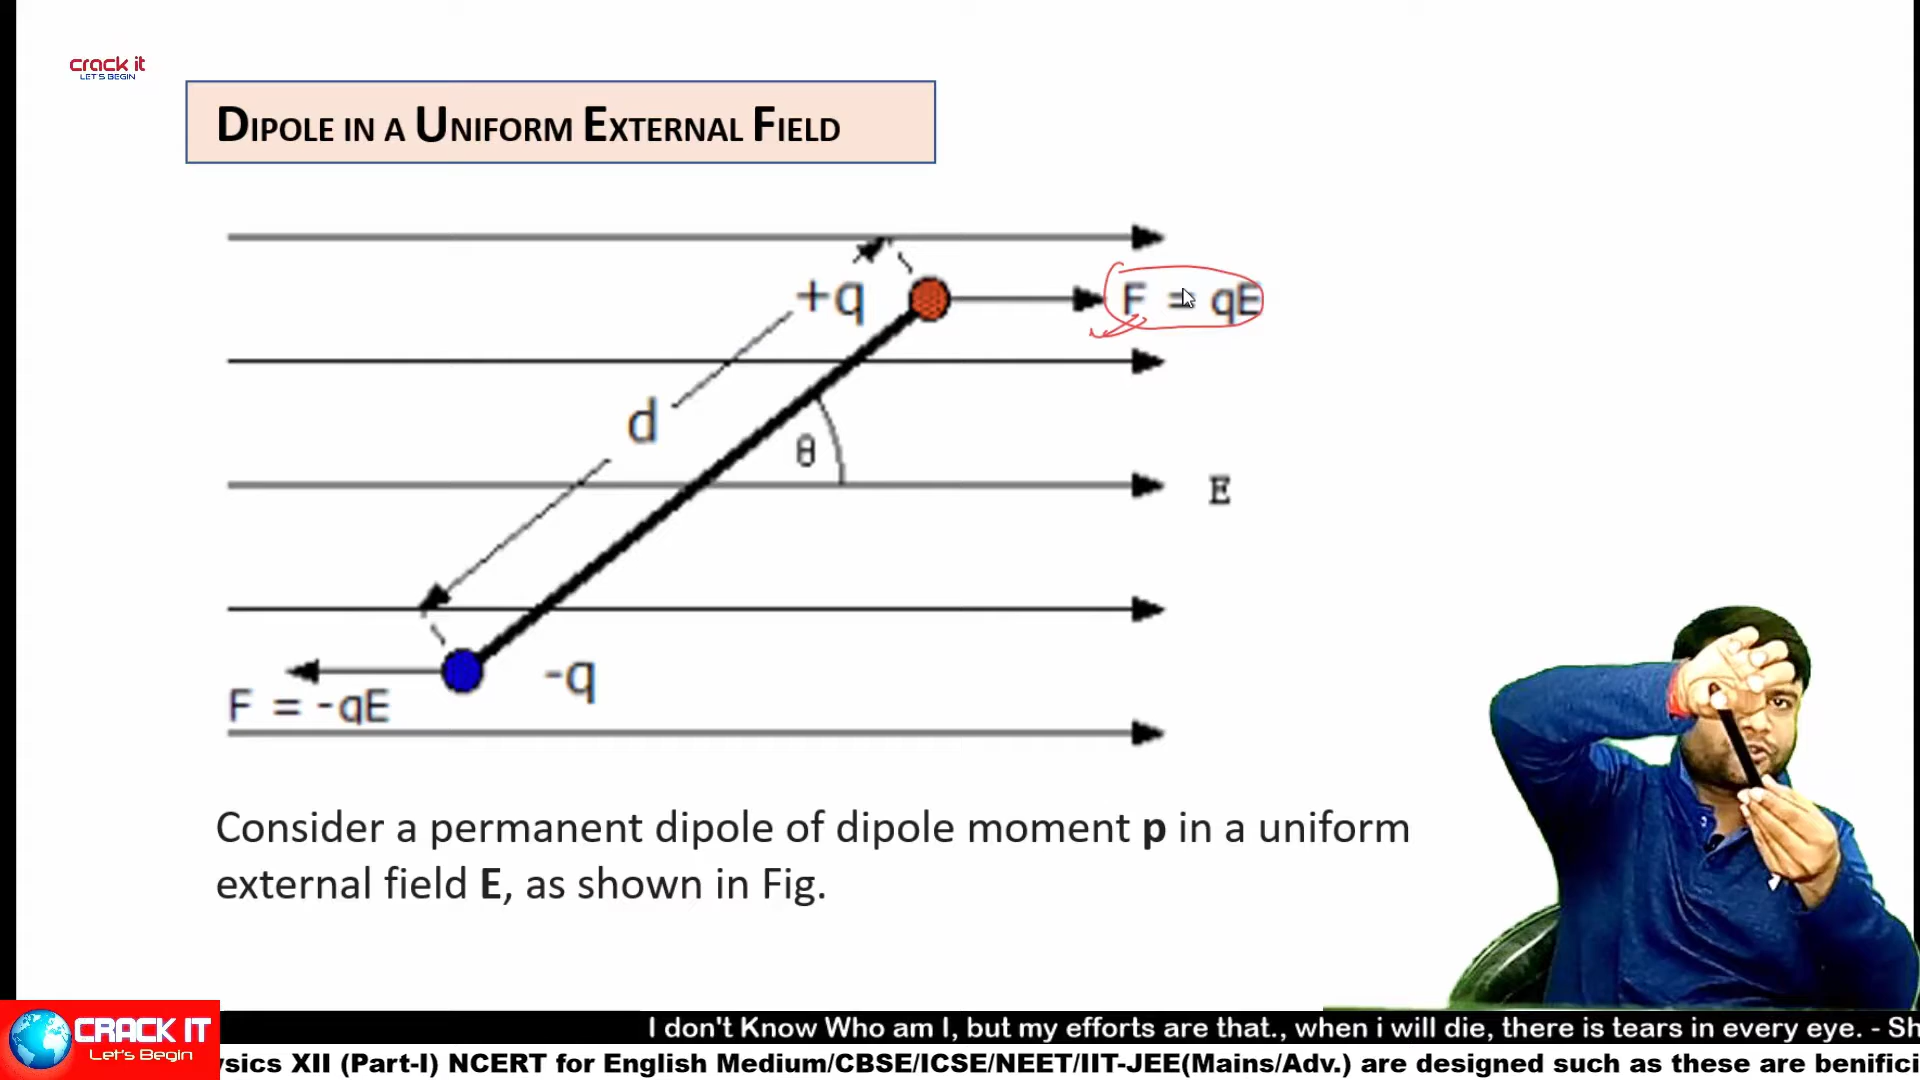 crack it
LET'S BEGIN
DIPOLE IN A UNIFORM EXTERNAL FIELD
+q
F = qE
d
θ
E
-q
F = -qE
Consider a permanent dipole of dipole moment p in a uniform
external field E, as shown in Fig.
CRACK IT
Let's Begin
I don't Know Who am I, but my efforts are that., when i will die, there is tears in every eye. - Sh
ysics XII (Part-I) NCERT for English Medium/CBSE/ICSE/NEET/IIT-JEE(Mains/Adv.) are designed such as these are benifici